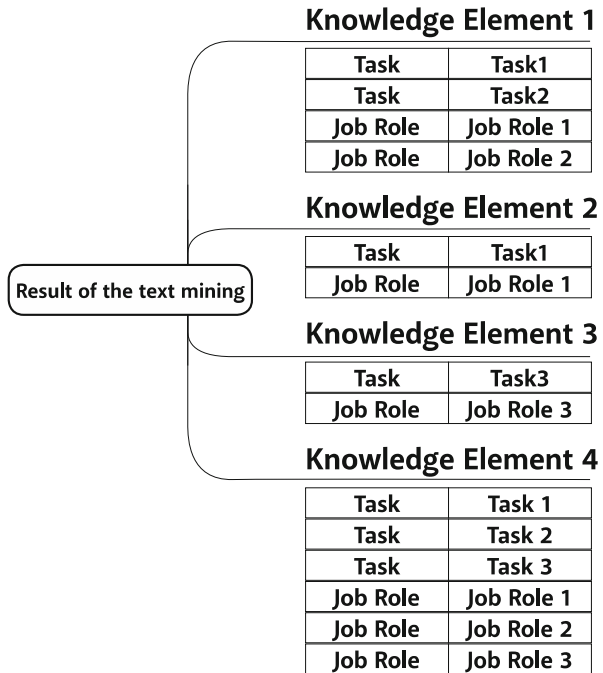 Knowledge Element 1
Task Task1
Task Task2
Job Role Job Role 1
Job Role Job Role 2
Knowledge Element 2
Task Task1
Job Role Job Role 1
Result of the text mining
Knowledge Element 3
Task Task3
Job Role Job Role 3
Knowledge Element 4
Task Task 1
Task Task 2
Task Task 3
Job Role Job Role 1
Job Role Job Role 2
Job Role Job Role 3